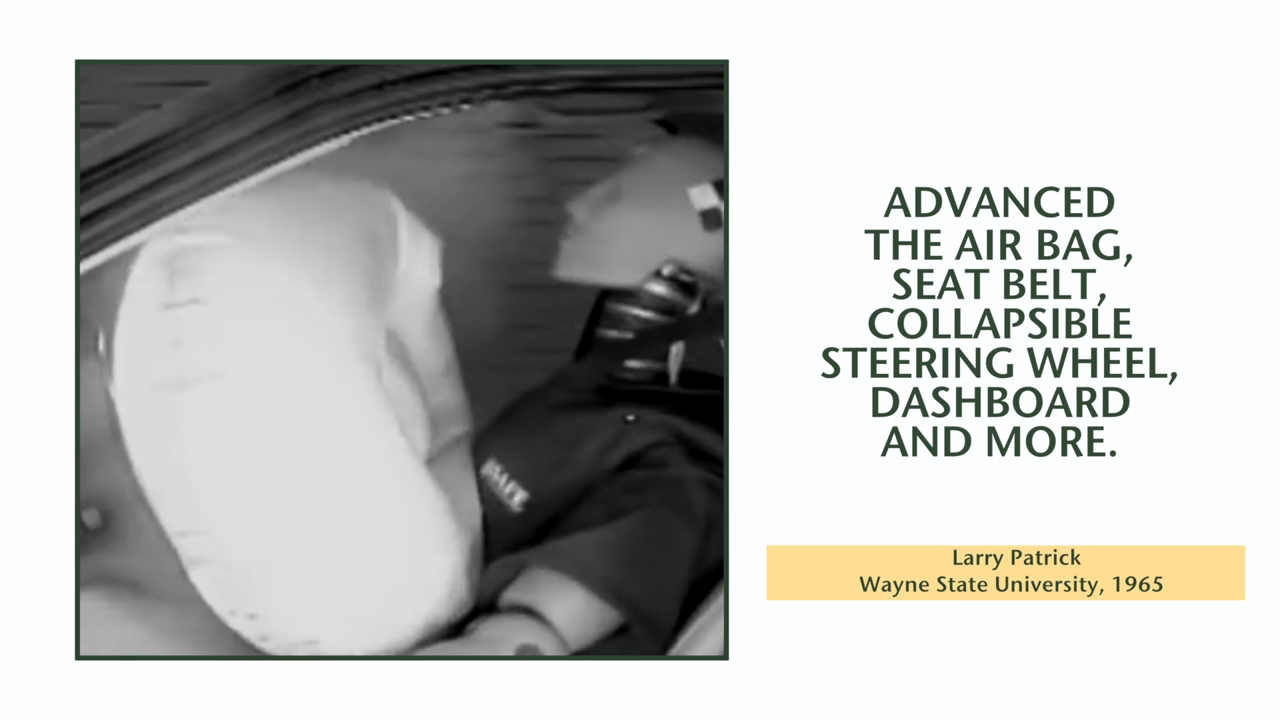 ADVANCED
THE AIR BAG,
SEAT BELT,
COLLAPSIBLE
STEERING WHEEL,
DASHBOARD
AND MORE.
Larry Patrick
Wayne State University, 1965